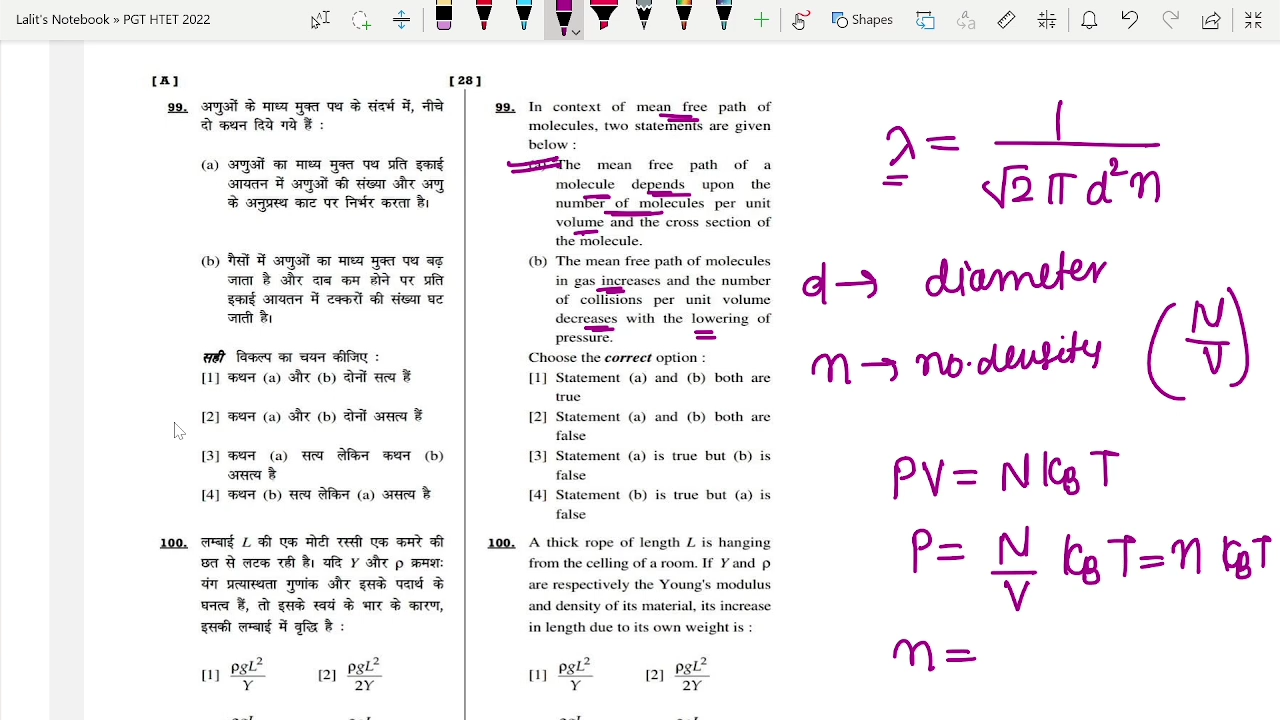 Lalit's Notebook » PGT HTET 2022
Shapes
[ A ]
[ 28 ]
99. अणुओं के माध्य मुक्त पथ के संदर्भ में, नीचे
दो कथन दिये गये हैं :
(a) अणुओं का माध्य मुक्त पथ प्रति इकाई
आयतन में अणुओं की संख्या और अणु
के अनुप्रस्थ काट पर निर्भर करता है।
(b) गैसों में अणुओं का माध्य मुक्त पथ बढ़
जाता है और दाब कम होने पर प्रति
इकाई आयतन में टक्करों की संख्या घट
जाती है।
सही विकल्प का चयन कीजिए :
[1] कथन (a) और (b) दोनों सत्य हैं
[2] कथन (a) और (b) दोनों असत्य हैं
[3] कथन (a) सत्य लेकिन कथन (b)
असत्य है
[4] कथन (b) सत्य लेकिन (a) असत्य है
100. लम्बाई L की एक मोटी रस्सी एक कमरे की
छत से लटक रही है। यदि Y और ρ क्रमशः
यंग प्रत्यास्थता गुणाक और इसके पदार्थ के
घनत्व हैं, तो इसके स्वयं के भार के कारण,
इसकी लम्बाई में वृद्धि है :
[1] ρgL²/Y [2] ρgL²/2Y
99. In context of mean free path of
molecules, two statements are given
below :
(a) The mean free path of a
molecule depends upon the
number of molecules per unit
volume and the cross section of
the molecule.
(b) The mean free path of molecules
in gas increases and the number
of collisions per unit volume
decreases with the lowering of
pressure.
Choose the correct option :
[1] Statement (a) and (b) both are
true
[2] Statement (a) and (b) both are
false
[3] Statement (a) is true but (b) is
false
[4] Statement (b) is true but (a) is
false
100. A thick rope of length L is hanging
from the celling of a room. If Y and ρ
are respectively the Young's modulus
and density of its material, its increase
in length due to its own weight is :
[1] ρgL²/Y [2] ρgL²/2Y
λ = 1/√2 π d² n
d → diameter
n → no. density (N/V)
PV = N K_B T
P = N/V K_B T = n K_B T
n =